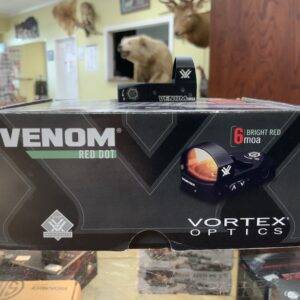 VENOM®
RED DOT
6 BRIGHT RED
moa
VORTEX®
OPTICS